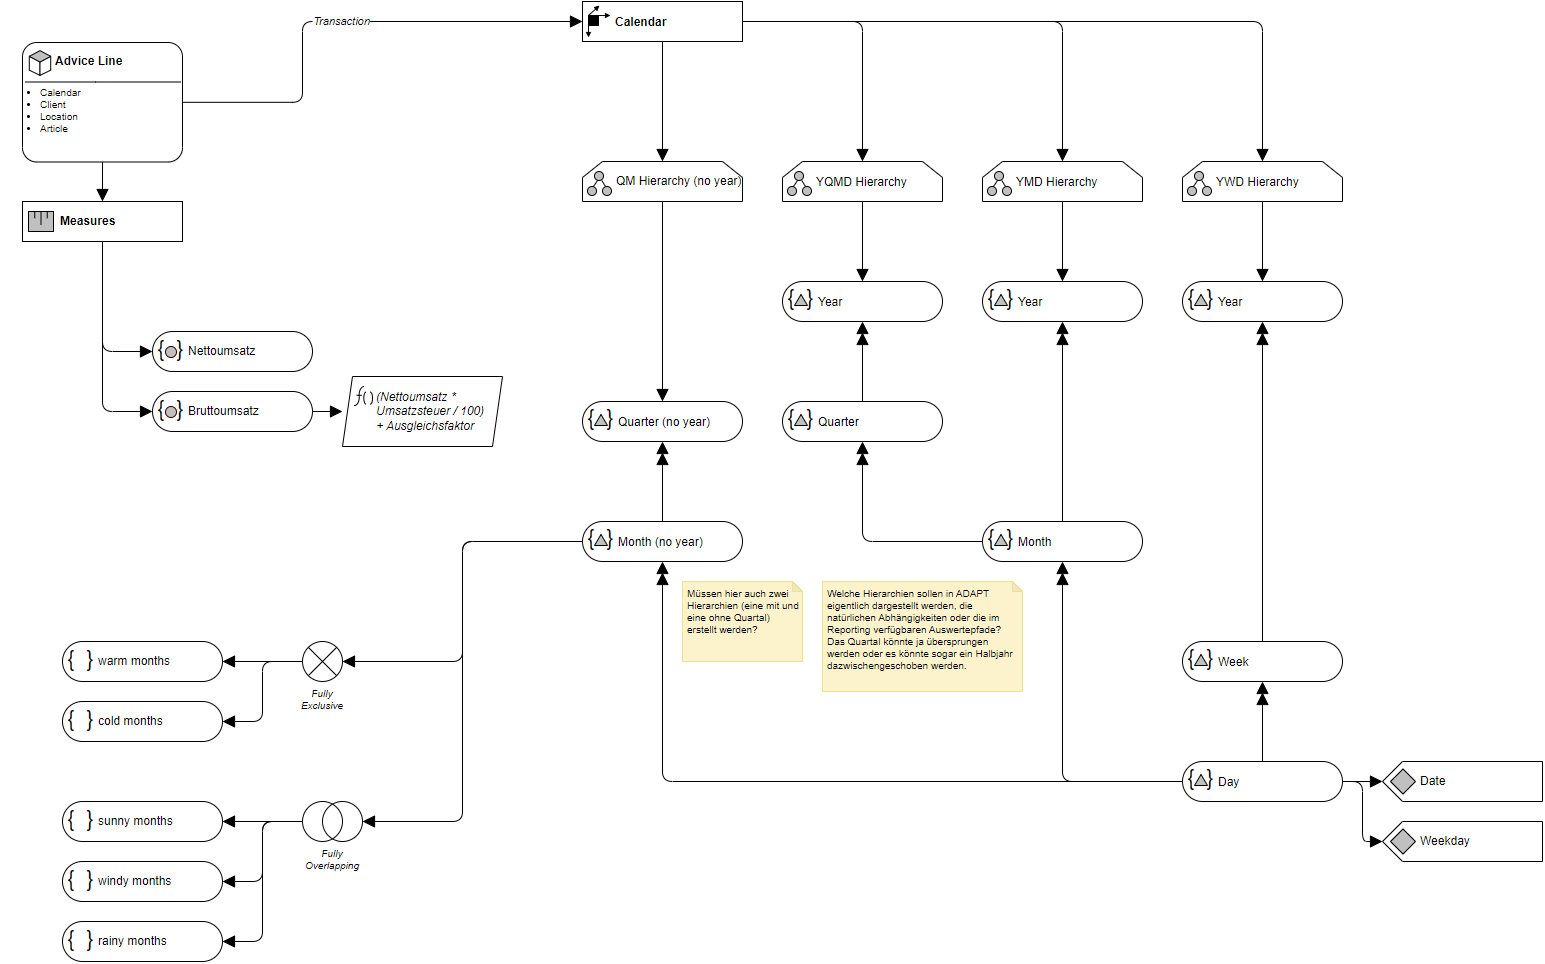 Transaction
Calendar
Advice Line
• Calendar
• Client
• Location
• Article
Measures
QM Hierarchy (no year)
YQMD Hierarchy
YMD Hierarchy
YWD Hierarchy
{ } Year
{ } Year
{ } Year
{ } Nettoumsatz
{ } Bruttoumsatz
f() (Nettoumsatz *
Umsatzsteuer / 100)
+ Ausgleichsfaktor
{ } Quarter (no year)
{ } Quarter
{ } Month (no year)
{ } Month
Müssen hier auch zwei
Hierarchien (eine mit und
eine ohne Quartal)
erstellt werden?
Welche Hierarchien sollen in ADAPT
eigentlich dargestellt werden, die
natürlichen Abhängigkeiten oder die im
Reporting verfügbaren Auswertepfade?
Das Quartal könnte ja übersprungen
werden oder es könnte sogar ein Halbjahr
dazwischengeschoben werden.
{ } warm months
Fully
Exclusive
{ } cold months
{ } Week
{ } Day
Date
Weekday
{ } sunny months
Fully
Overlapping
{ } windy months
{ } rainy months